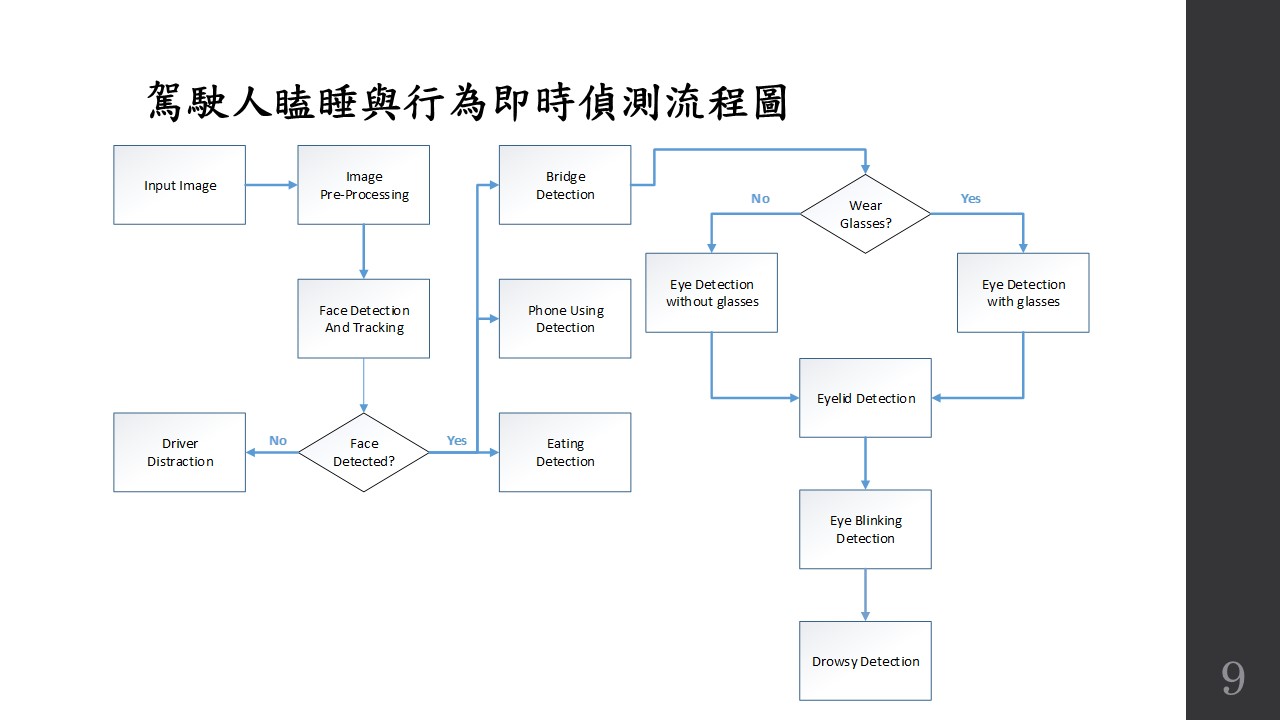 駕駛人瞌睡與行為即時偵測流程圖
Input Image
Image
Pre-Processing
Face Detection
And Tracking
Face
Detected?
No
Driver
Distraction
Yes
Bridge
Detection
Phone Using
Detection
Eating
Detection
Wear
Glasses?
No
Yes
Eye Detection
without glasses
Eye Detection
with glasses
Eyelid Detection
Eye Blinking
Detection
Drowsy Detection
9